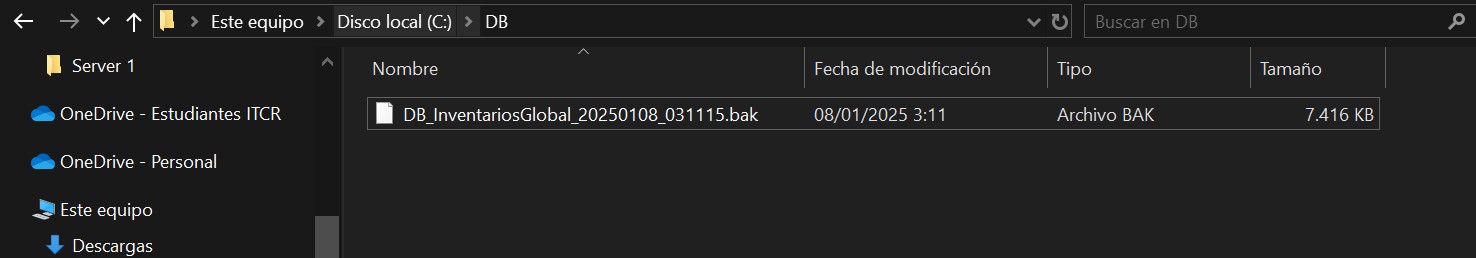 Este equipo Disco local (C:) DB
Buscar en DB
Server 1
OneDrive - Estudiantes ITCR
OneDrive - Personal
Este equipo
Descargas
Nombre Fecha de modificación Tipo Tamaño
DB_InventariosGlobal_20250108_031115.bak 08/01/2025 3:11 Archivo BAK 7.416 KB